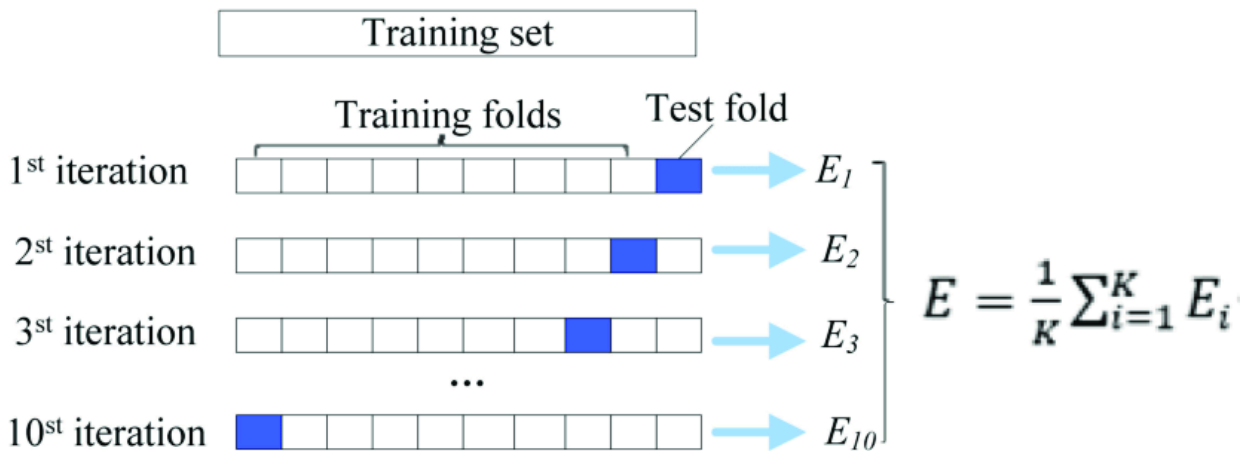 Training set
Training folds
Test fold
1st iteration
E1
2st iteration
E2
3st iteration
E3
...
10st iteration
E10
E = 1/K ∑_{i=1}^{K} E_i